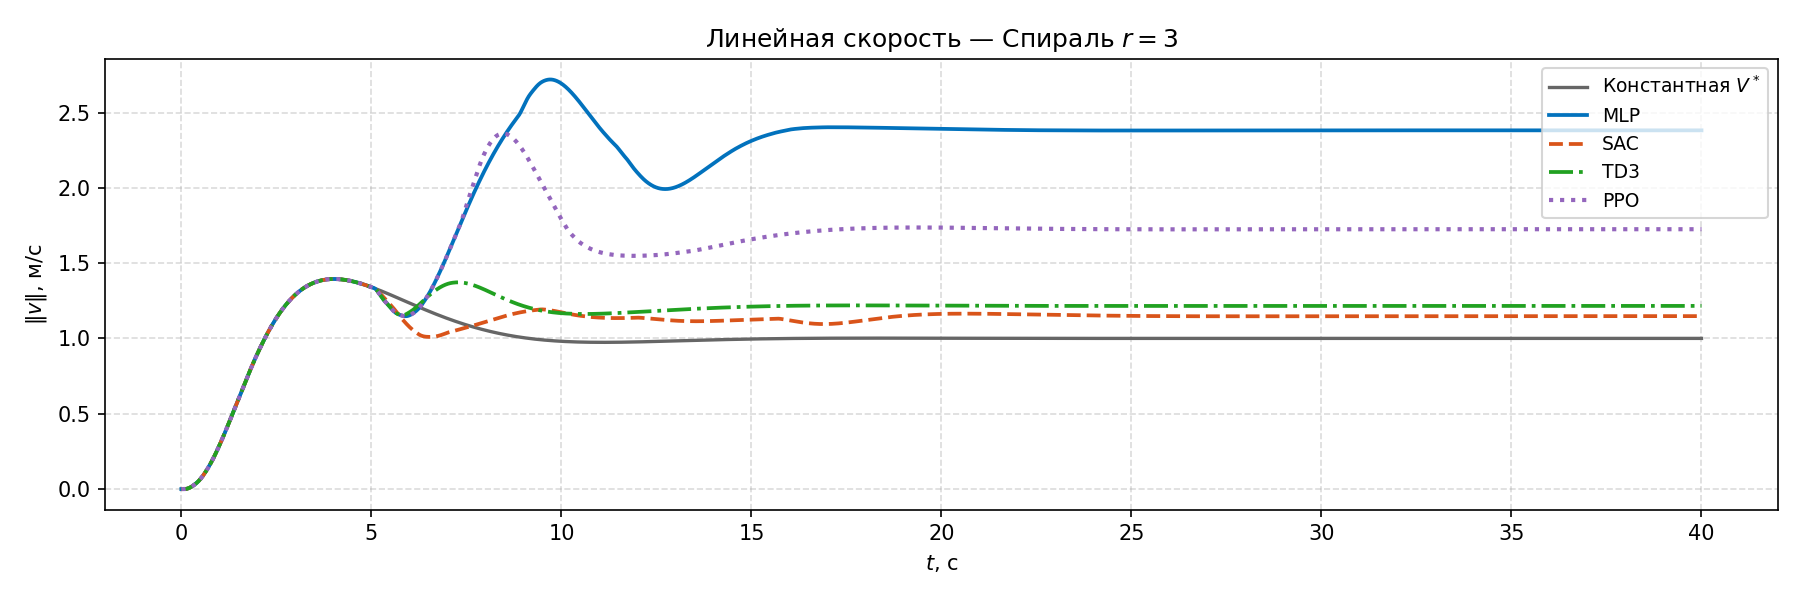 Линейная скорость — Спираль r = 3
‖v‖, м/с
2.5
2.0
1.5
1.0
0.5
0.0
Константная V*
MLP
SAC
TD3
PPO
0 5 10 15 20 25 30 35 40
t, с